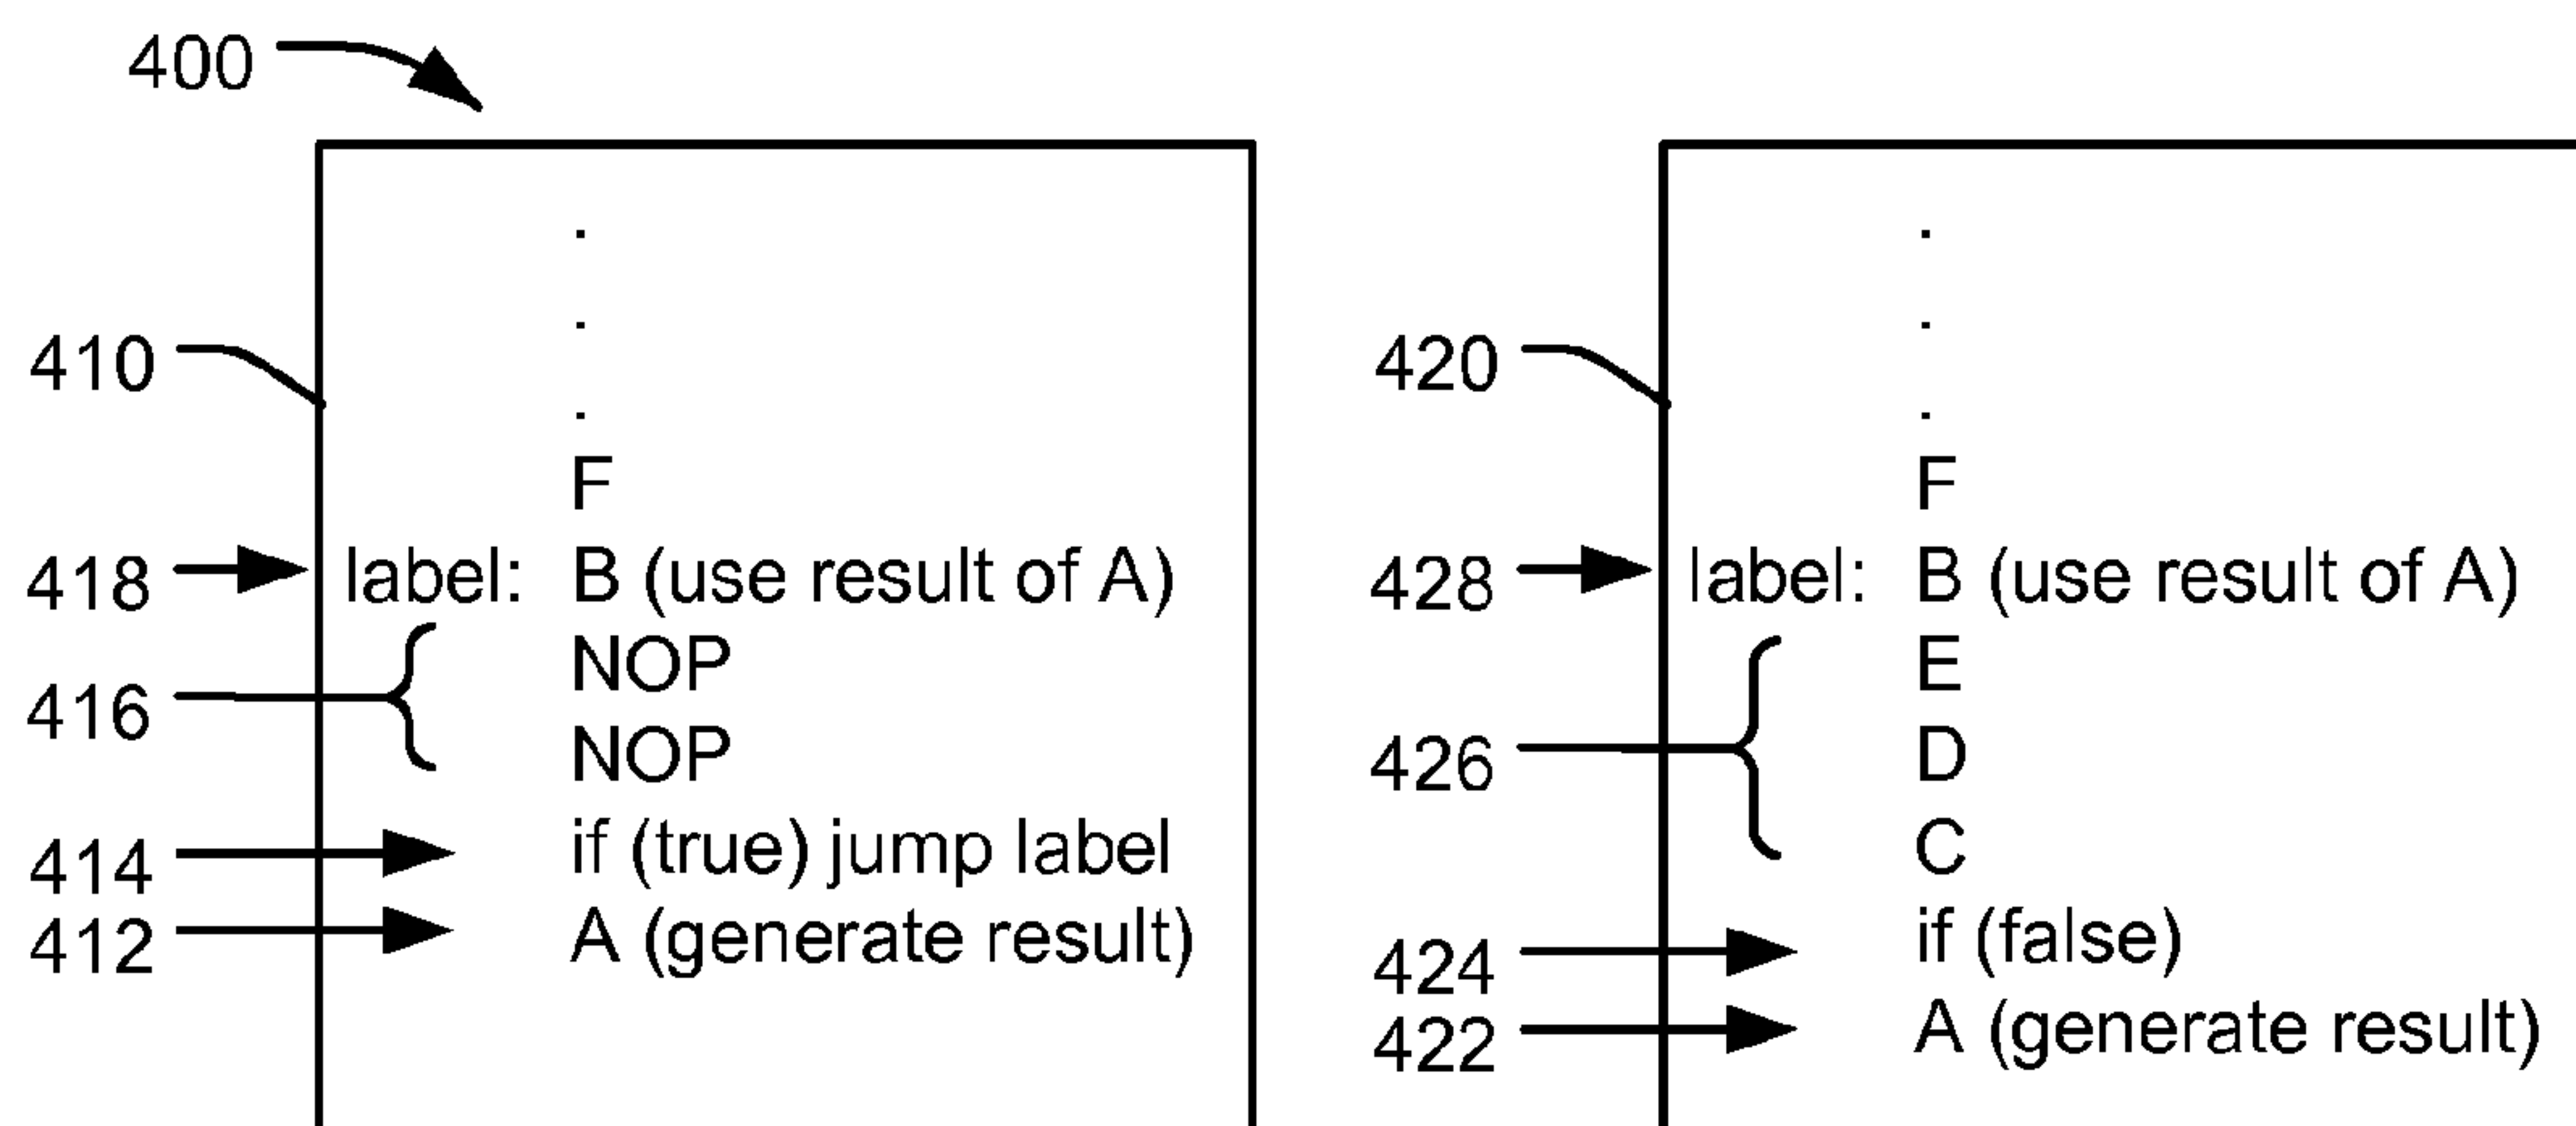 400
.
.
410
.
F
418 label: B (use result of A)
NOP
416
NOP
414 if (true) jump label
412 A (generate result)
.
.
420
.
F
428 label: B (use result of A)
E
426 D
C
424 if (false)
422 A (generate result)